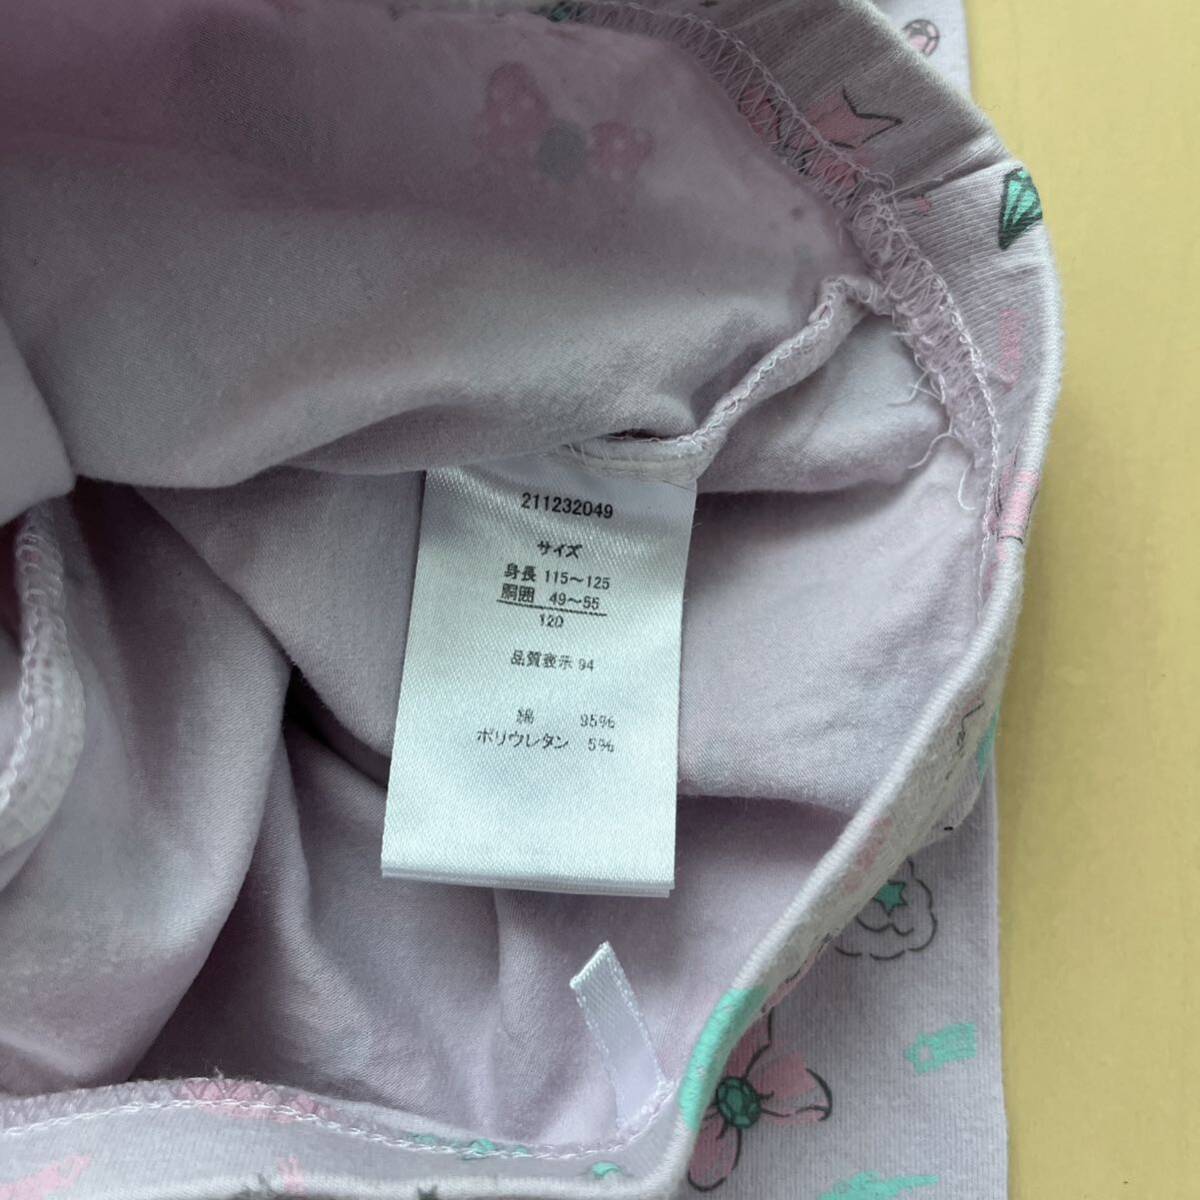 211232049
サイズ
身長 115～125
胴囲 49～55
120
品質表示 94
綿 95%
ポリウレタン 5%